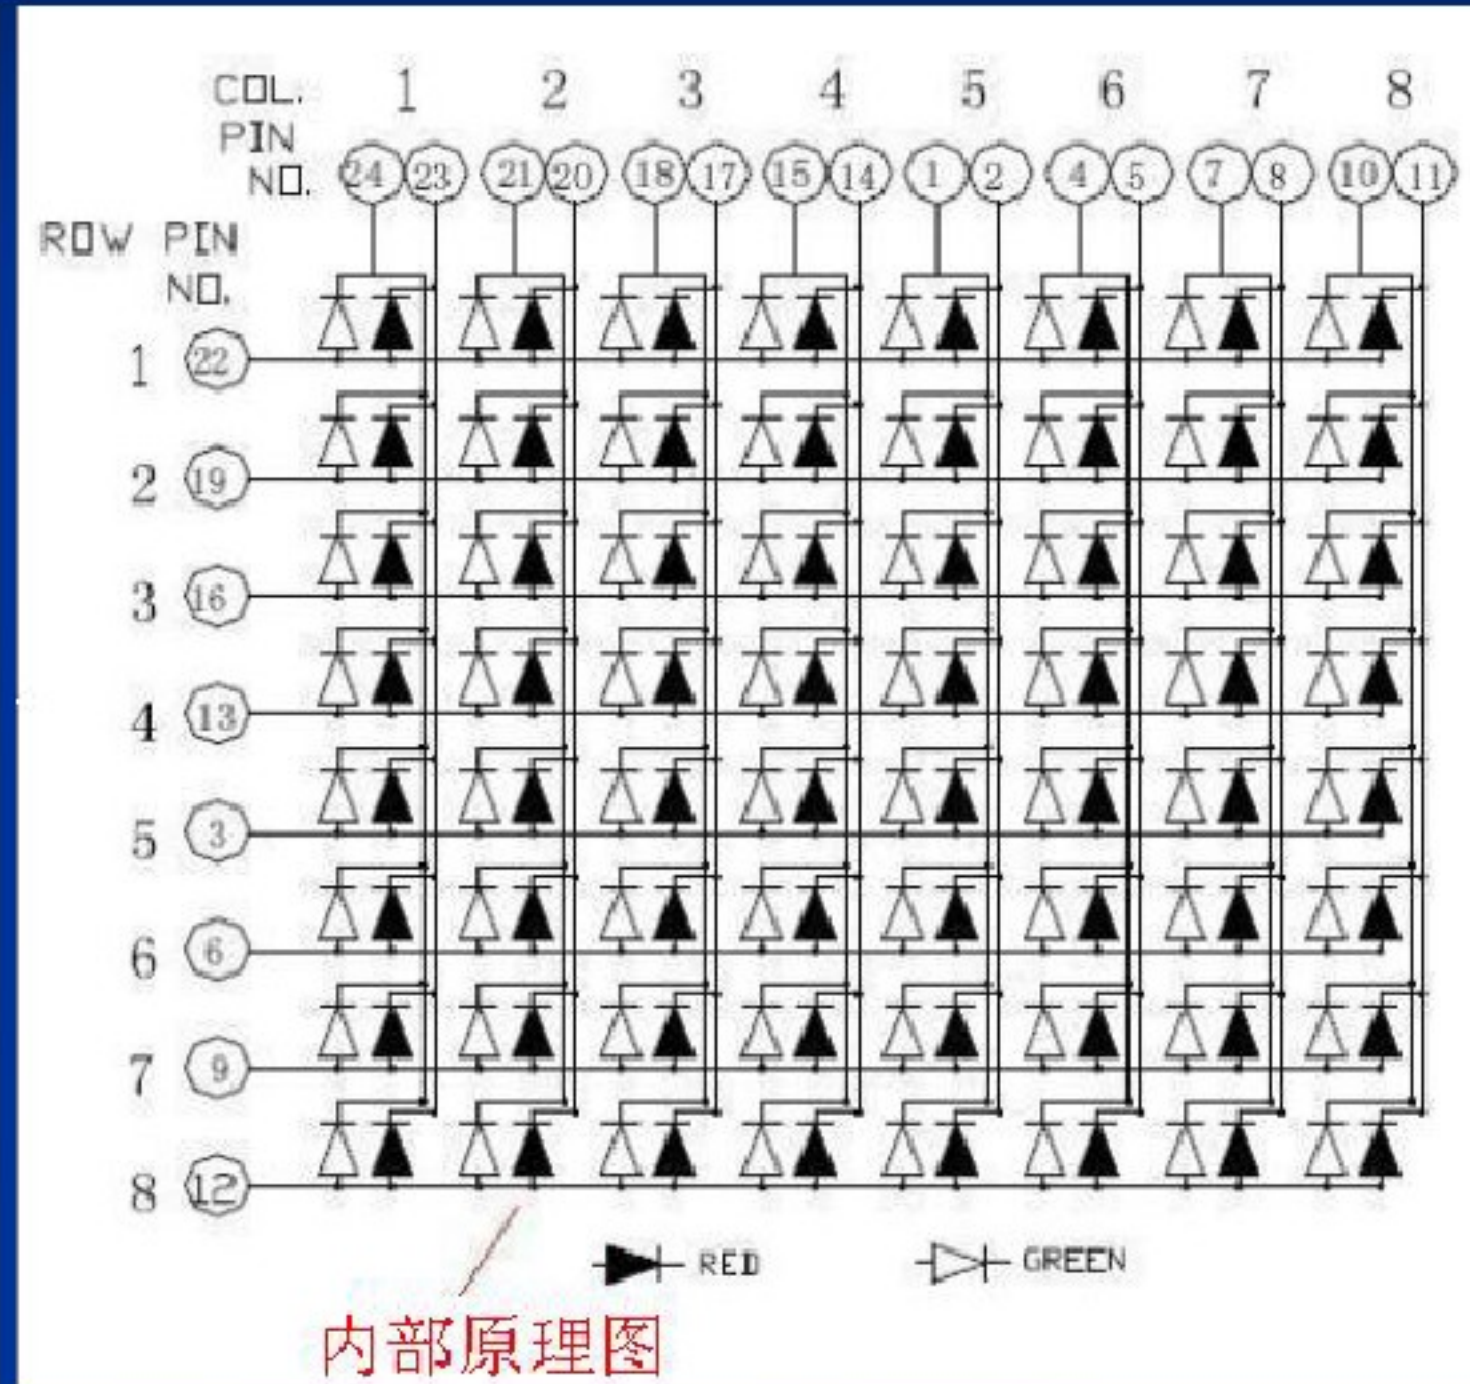 COL. 1 2 3 4 5 6 7 8
PIN
NO. 24 23 21 20 18 17 15 14 1 2 4 5 7 8 10 11
ROW PIN
NO.
1 22
2 19
3 16
4 13
5 3
6 6
7 9
8 12
RED GREEN
内部原理图